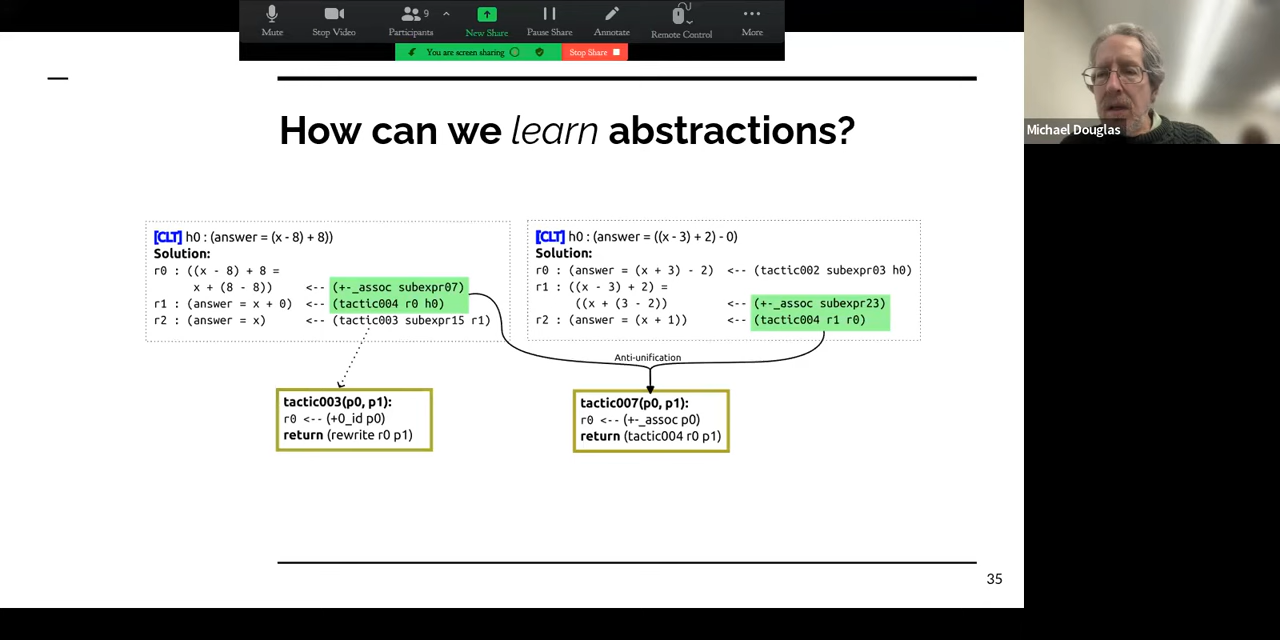 Mute Stop Video Participants 9 New Share Pause Share Annotate Remote Control More
You are screen sharing Stop Share
Michael Douglas
How can we learn abstractions?
[CLT] h0 : (answer = (x - 8) + 8))
Solution:
r0 : ((x - 8) + 8 =
x + (8 - 8)) <-- (+-_assoc subexpr07)
r1 : (answer = x + 0) <-- (tactic004 r0 h0)
r2 : (answer = x) <-- (tactic003 subexpr15 r1)
[CLT] h0 : (answer = ((x - 3) + 2) - 0)
Solution:
r0 : (answer = (x + 3) - 2) <-- (tactic002 subexpr03 h0)
r1 : ((x - 3) + 2) =
((x + (3 - 2)) <-- (+-_assoc subexpr23)
r2 : (answer = (x + 1)) <-- (tactic004 r1 r0)
Anti-unification
tactic003(p0, p1):
r0 <-- (+0_id p0)
return (rewrite r0 p1)
tactic007(p0, p1):
r0 <-- (+-_assoc p0)
return (tactic004 r0 p1)
35